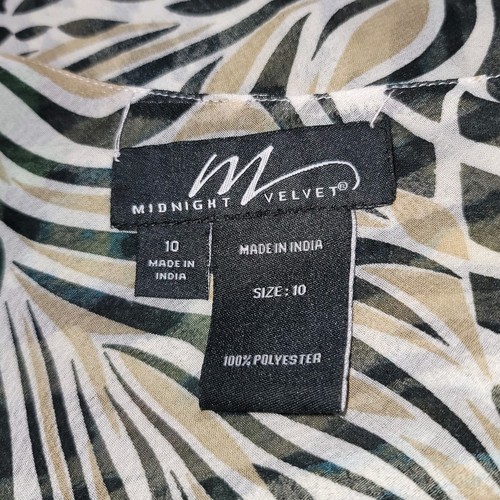 M
MIDNIGHT VELVET®
10
MADE IN
INDIA
MADE IN INDIA
SIZE : 10
100% POLYESTER